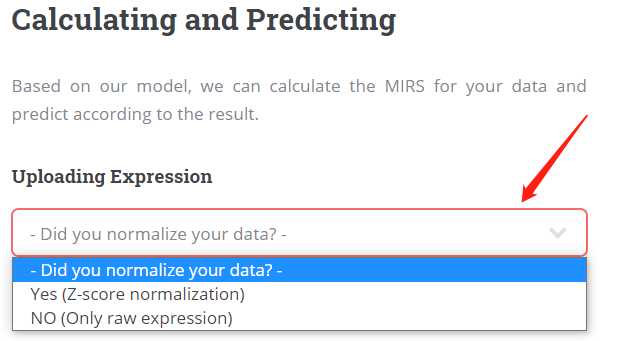 Calculating and Predicting
Based on our model, we can calculate the MIRS for your data and
predict according to the result.
Uploading Expression
- Did you normalize your data? -
- Did you normalize your data? -
Yes (Z-score normalization)
NO (Only raw expression)